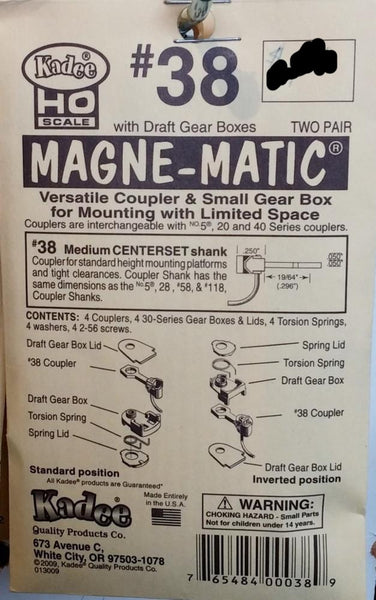 Kadee®
HO
SCALE
#38
with Draft Gear Boxes TWO PAIR
MAGNE-MATIC®
Versatile Coupler & Small Gear Box
for Mounting with Limited Space
Couplers are interchangeable with No.5®, 20 and 40 Series couplers.
#38 Medium CENTERSET shank
Coupler for standard height mounting platforms
and tight clearances. Coupler Shank has the
same dimensions as the No.5®, 28, #58, & #118,
Coupler Shanks.
.250"
.050"
.050"
19/64"
(.296")
CONTENTS: 4 Couplers, 4 30-Series Gear Boxes & Lids, 4 Torsion Springs,
4 washers, 4 2-56 screws.
Draft Gear Box Lid
#38 Coupler
Draft Gear Box
Torsion Spring
Spring Lid
Standard position
Spring Lid
Torsion Spring
Draft Gear Box
#38 Coupler
Draft Gear Box Lid
Inverted position
All Kadee® products are Guaranteed*
Kadee®
Quality Products Co.
673 Avenue C,
White City, OR 97503-1078
©2009, Kadee® Quality Products Co.
013009
Made Entirely
in the U.S.A.
WARNING:
CHOKING HAZARD - Small Parts
Not for children under 14 years.
7 65484 00038 9